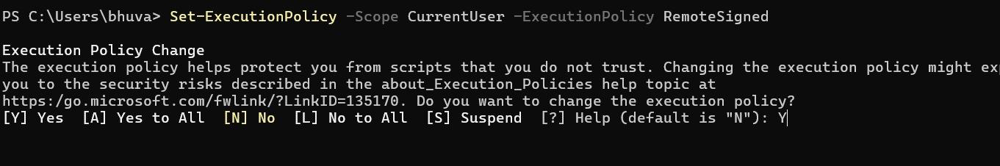 PS C:\Users\bhuva> Set-ExecutionPolicy -Scope CurrentUser -ExecutionPolicy RemoteSigned
Execution Policy Change
The execution policy helps protect you from scripts that you do not trust. Changing the execution policy might exp
you to the security risks described in the about_Execution_Policies help topic at
https:/go.microsoft.com/fwlink/?LinkID=135170. Do you want to change the execution policy?
[Y] Yes  [A] Yes to All  [N] No  [L] No to All  [S] Suspend  [?] Help (default is "N"): Y